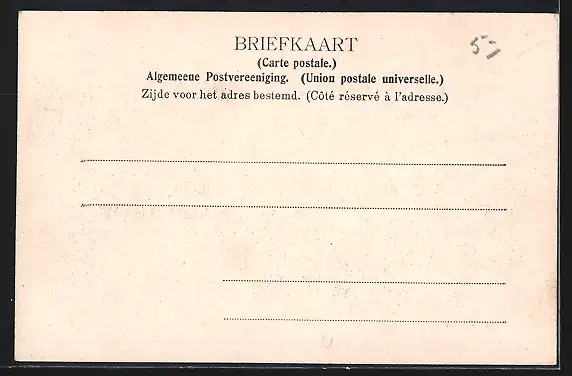 BRIEFKAART
(Carte postale.)
Algemeene Postvereeniging. (Union postale universelle.)
Zijde voor het adres bestemd. (Côté réservé à l'adresse.)